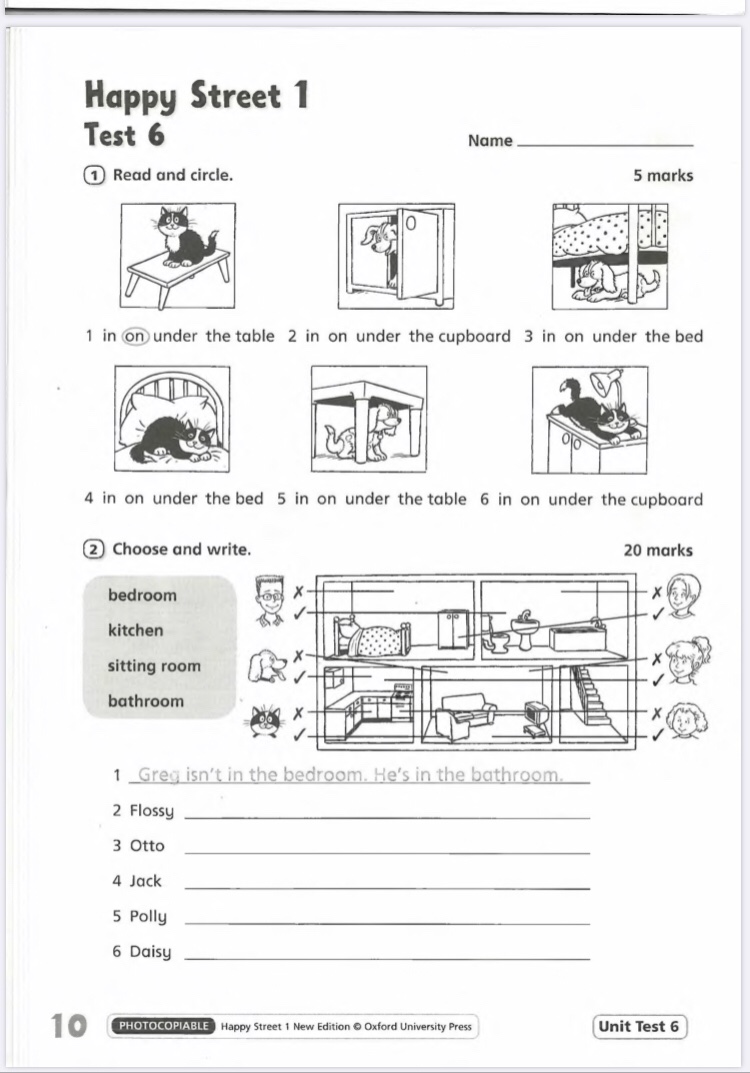 Happy Street 1
Test 6
Name
1 Read and circle. 5 marks
1 in on under the table 2 in on under the cupboard 3 in on under the bed
4 in on under the bed 5 in on under the table 6 in on under the cupboard
2 Choose and write. 20 marks
bedroom
kitchen
sitting room
bathroom
1 Greg isn't in the bedroom. He's in the bathroom.
2 Flossy
3 Otto
4 Jack
5 Polly
6 Daisy
10 PHOTOCOPIABLE Happy Street 1 New Edition © Oxford University Press Unit Test 6